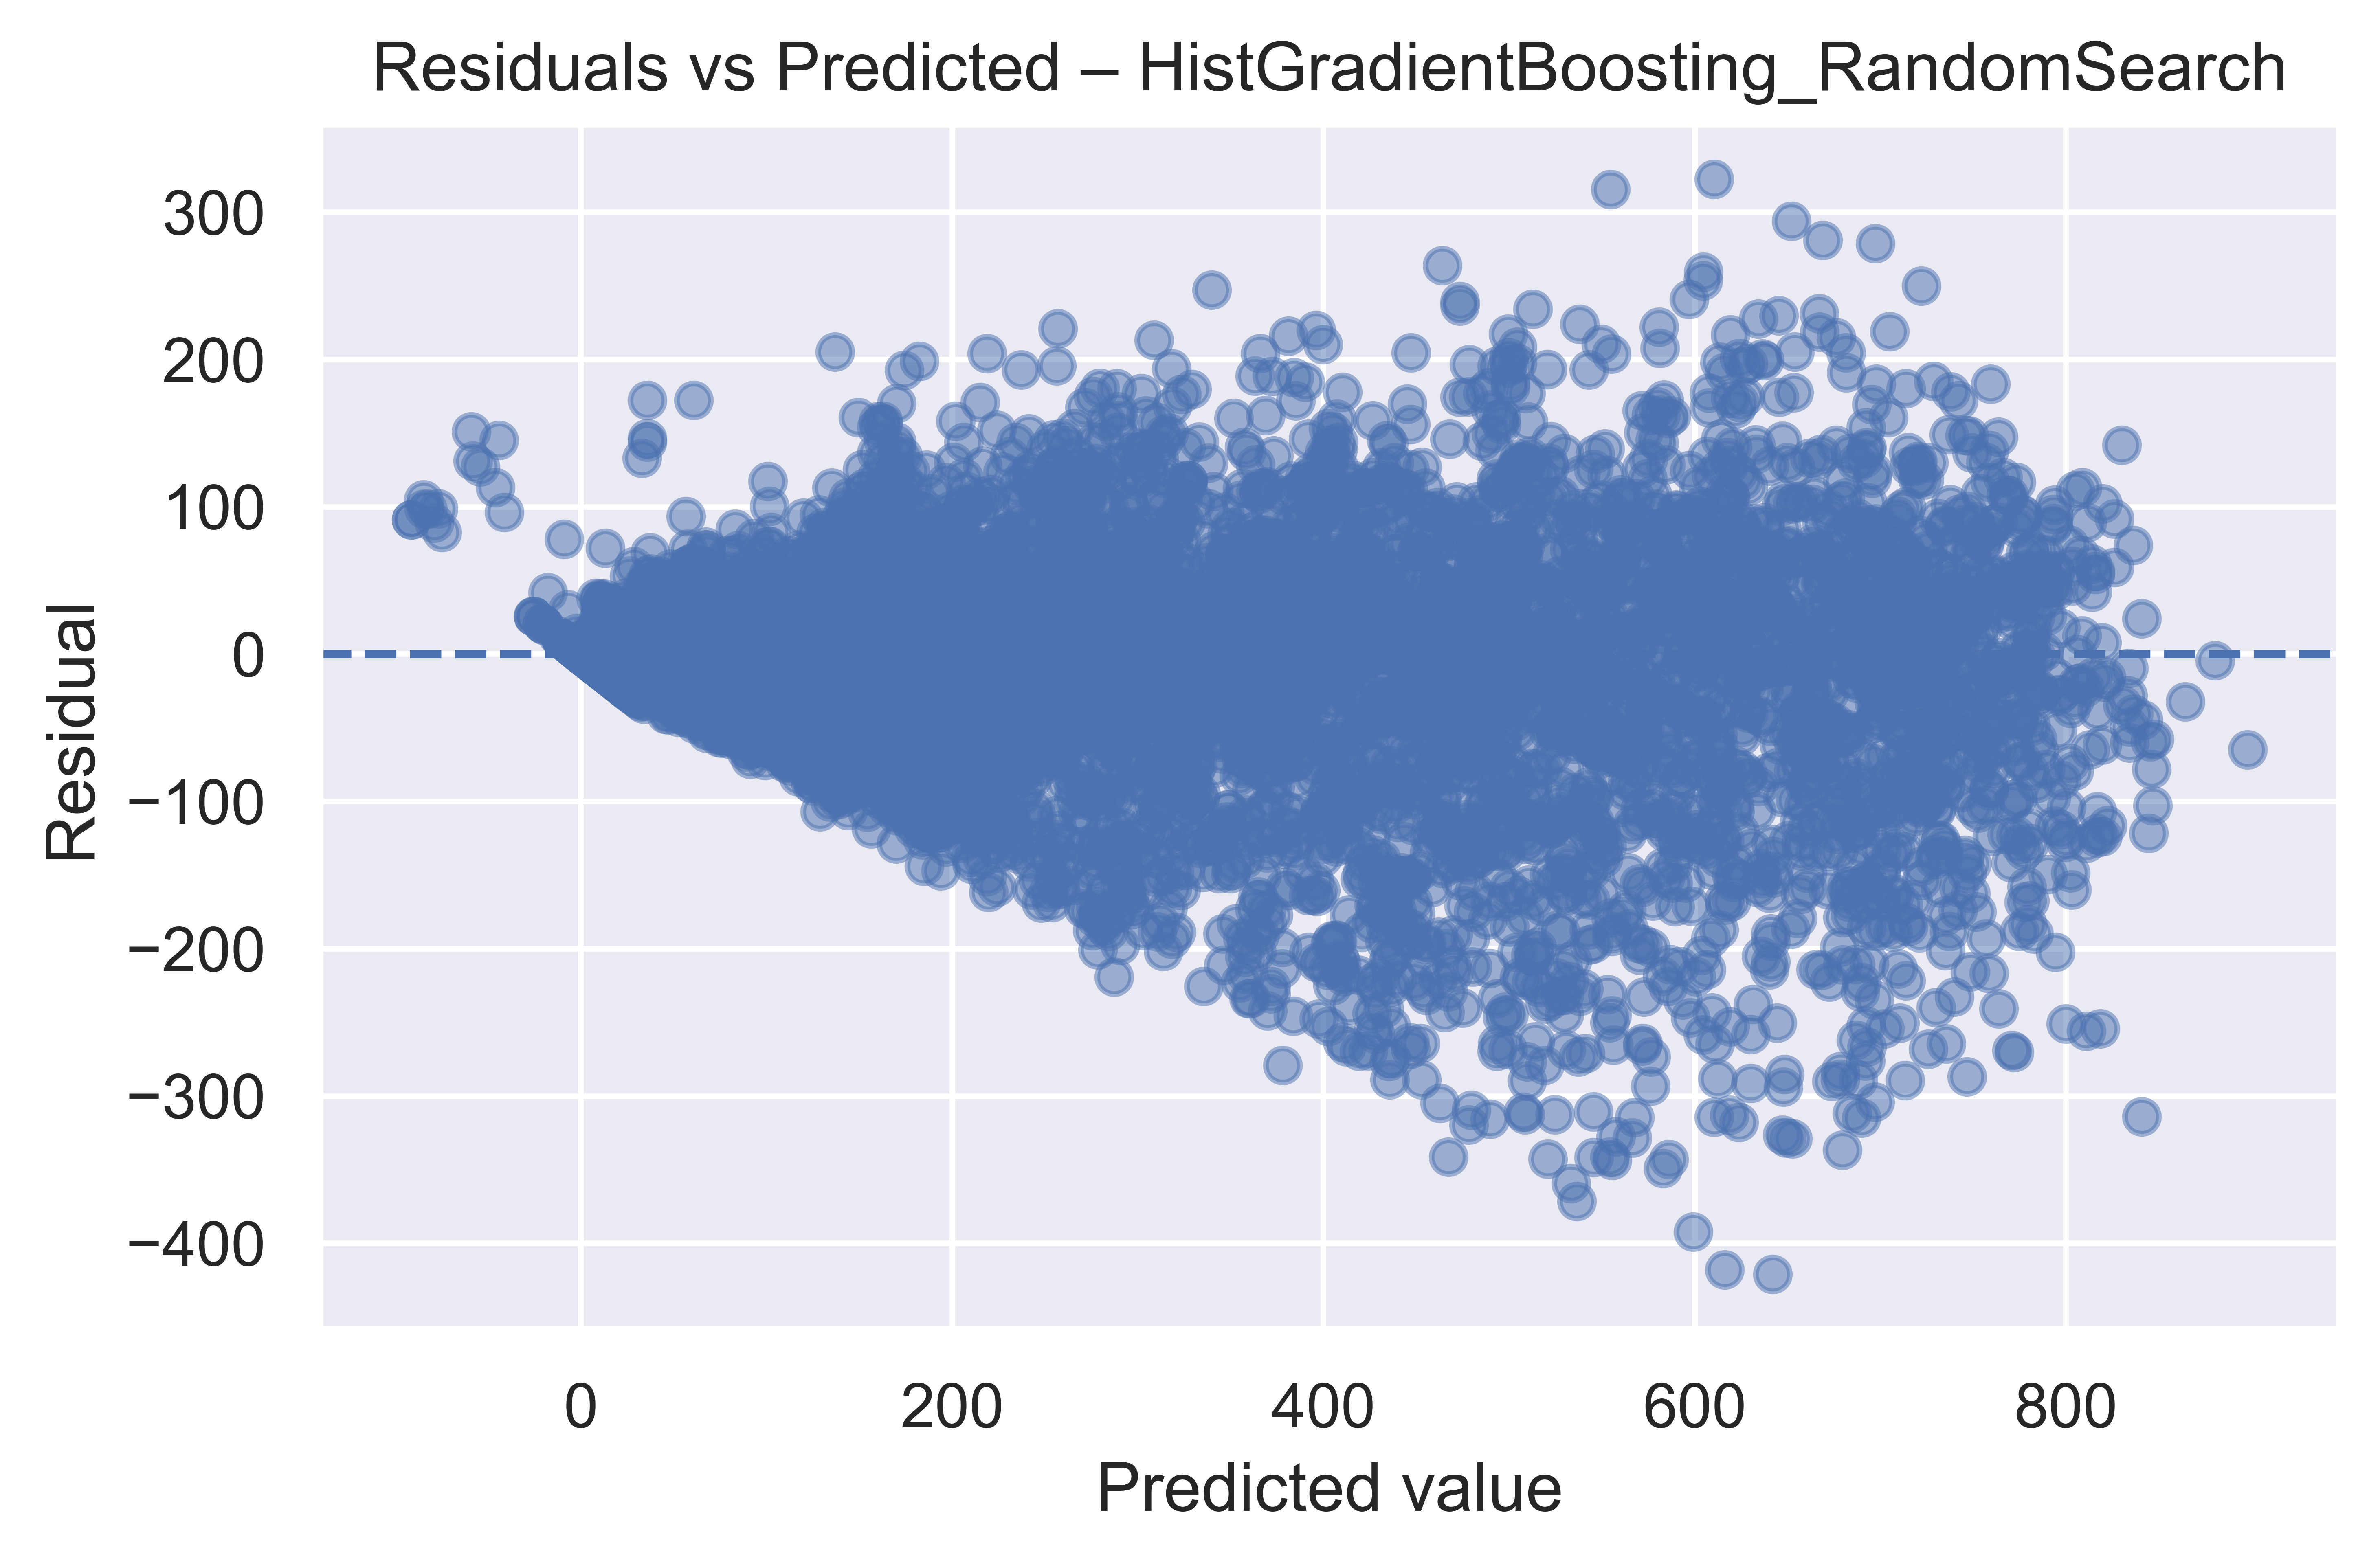 Residuals vs Predicted – HistGradientBoosting_RandomSearch
300
200
100
0
−100
−200
−300
−400
Residual
0 200 400 600 800
Predicted value